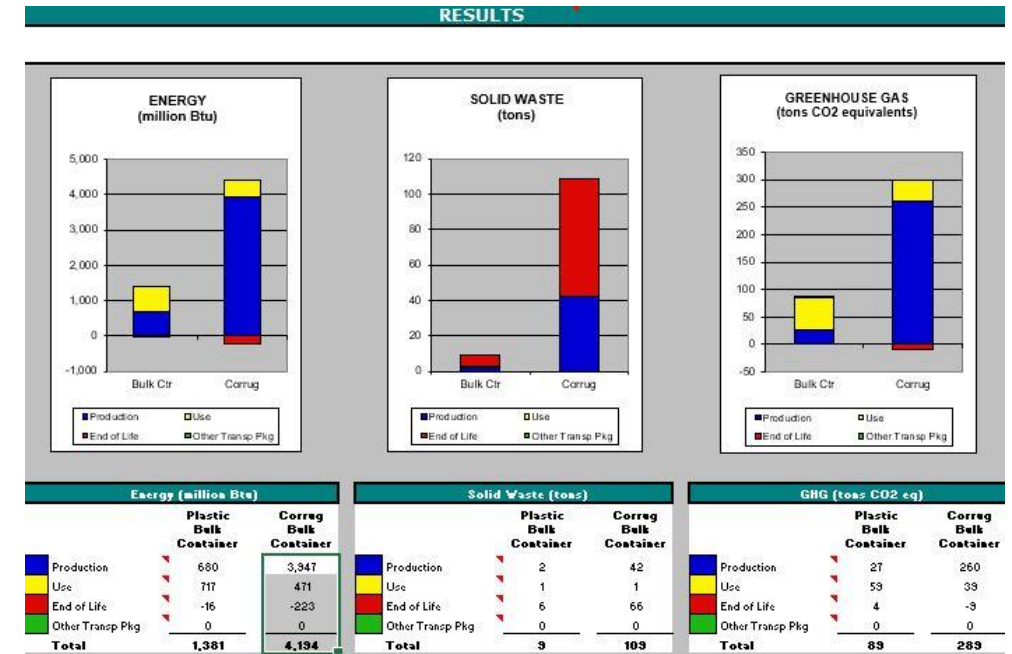 RESULTS
ENERGY
(million Btu)
5,000
4,000
3,000
2,000
1,000
0
-1,000
Bulk Ctr Corrug
Production Use
End of Life Other Transp Pkg
SOLID WASTE
(tons)
120
100
80
60
40
20
0
Bulk Ctr Corrug
Production Use
End of Life Other Transp Pkg
GREENHOUSE GAS
(tons CO2 equivalents)
350
300
250
200
150
100
50
0
-50
Bulk Ctr Corrug
Production Use
End of Life Other Transp Pkg
Energy (million Btu)
Plastic Corrug
Bulk Bulk
Container Container
Production 680 3,947
Use 717 471
End of Life -16 -223
Other Transp Pkg 0 0
Total 1,381 4,194
Solid Waste (tons)
Plastic Corrug
Bulk Bulk
Container Container
Production 2 42
Use 1 1
End of Life 6 66
Other Transp Pkg 0 0
Total 9 109
GHG (tons CO2 eq)
Plastic Corrug
Bulk Bulk
Container Container
Production 27 260
Use 59 39
End of Life 4 -9
Other Transp Pkg 0 0
Total 89 289